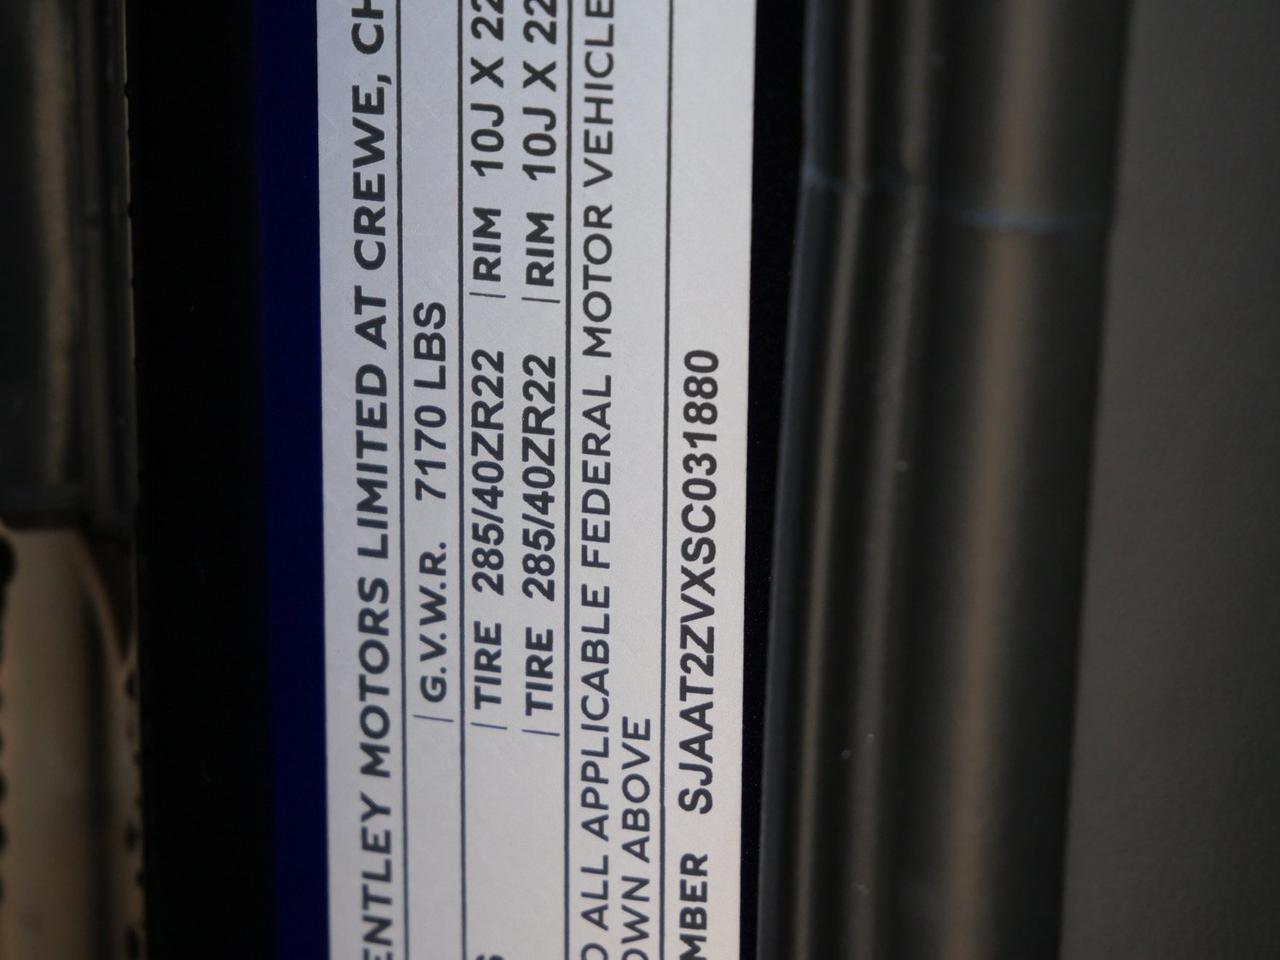 ENTLEY MOTORS LIMITED AT CREWE, CH
G.V.W.R. 7170 LBS
TIRE 285/40ZR22 RIM 10J X 22
TIRE 285/40ZR22 RIM 10J X 22
O ALL APPLICABLE FEDERAL MOTOR VEHICLE
OWN ABOVE
MBER SJAAT2ZVXSC031880